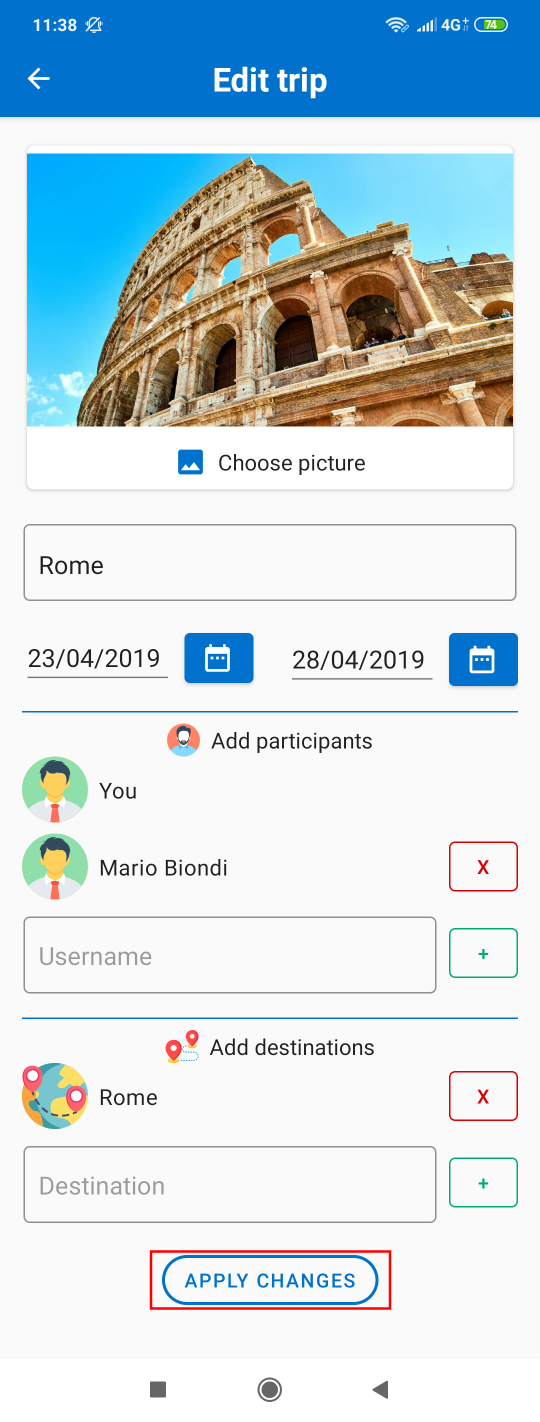 11:38 4G+ 74
Edit trip
Choose picture
Rome
23/04/2019 28/04/2019
Add participants
You
Mario Biondi X
Username +
Add destinations
Rome X
Destination +
APPLY CHANGES